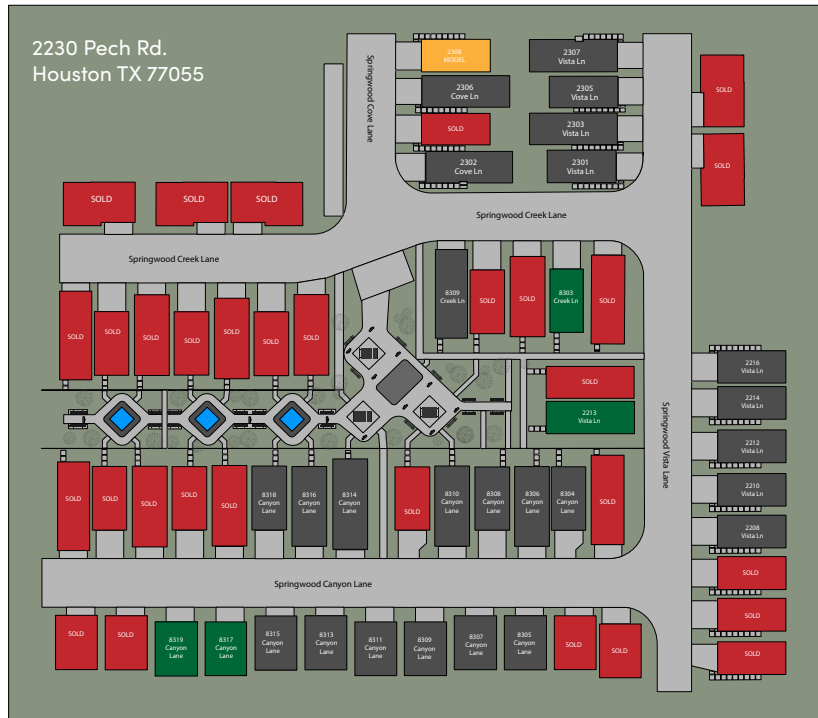 2230 Pech Rd.
Houston TX 77055
Springwood Cove Lane
2308
MODEL
2306
Cove Ln
SOLD
2302
Cove Ln
2307
Vista Ln
2305
Vista Ln
2303
Vista Ln
2301
Vista Ln
SOLD
SOLD
SOLD
SOLD
SOLD
Springwood Creek Lane
Springwood Creek Lane
SOLD
SOLD
SOLD
SOLD
SOLD
SOLD
SOLD
8309
Creek Ln
SOLD
SOLD
8303
Creek Ln
SOLD
SOLD
2213
Vista Ln
Springwood Vista Lane
2216
Vista Ln
2214
Vista Ln
2212
Vista Ln
2210
Vista Ln
2208
Vista Ln
SOLD
SOLD
SOLD
SOLD
SOLD
SOLD
SOLD
SOLD
8318
Canyon
Lane
8316
Canyon
Lane
8314
Canyon
Lane
SOLD
8310
Canyon
Lane
8308
Canyon
Lane
8306
Canyon
Lane
8304
Canyon
Lane
SOLD
Springwood Canyon Lane
SOLD
SOLD
8319
Canyon
Lane
8317
Canyon
Lane
8315
Canyon
Lane
8313
Canyon
Lane
8311
Canyon
Lane
8309
Canyon
Lane
8307
Canyon
Lane
8305
Canyon
Lane
SOLD
SOLD